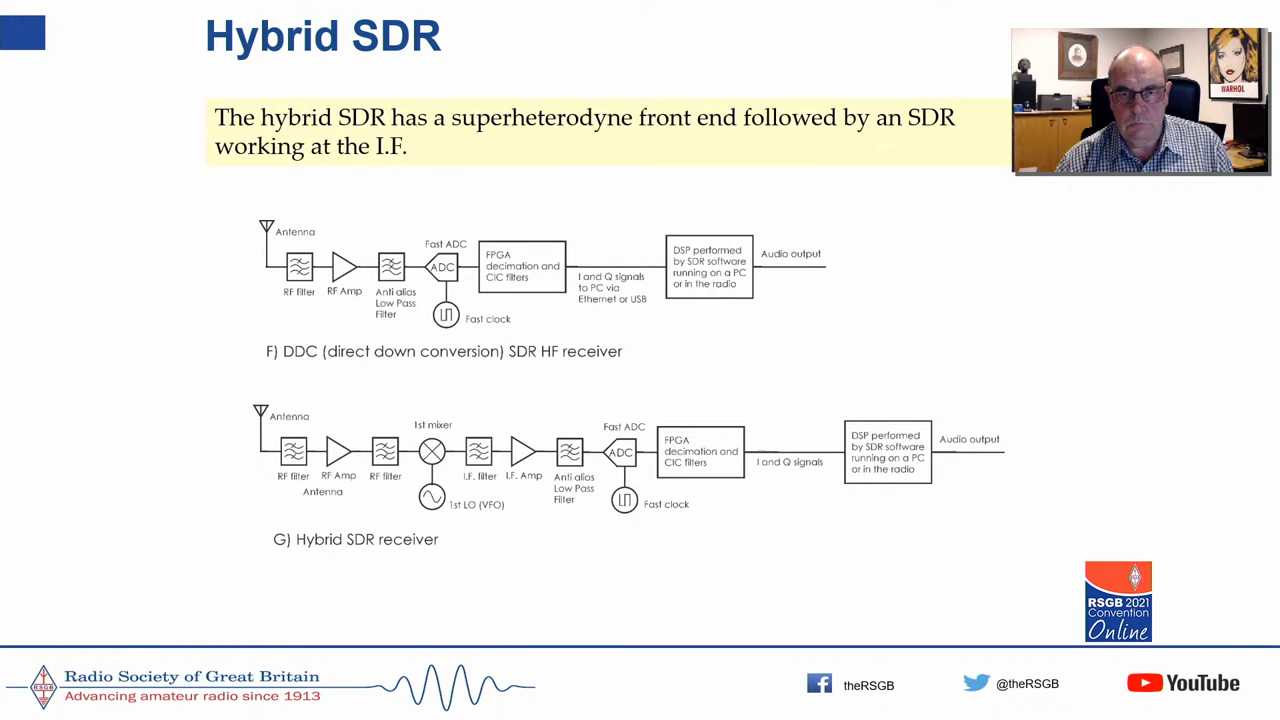 Hybrid SDR
The hybrid SDR has a superheterodyne front end followed by an SDR
working at the I.F.
WARHOL
Antenna
RF filter
RF Amp
Anti alias
Low Pass
Filter
Fast ADC
ADC
Fast clock
FPGA
decimation and
CIC filters
I and Q signals
to PC via
Ethernet or USB
DSP performed
by SDR software
running on a PC
or in the radio
Audio output
F) DDC (direct down conversion) SDR HF receiver
Antenna
RF filter
RF Amp
Antenna
RF filter
1st mixer
1st LO (VFO)
I.F. filter
I.F. Amp
Anti alias
Low Pass
Filter
Fast ADC
ADC
Fast clock
FPGA
decimation and
CIC filters
I and Q signals
DSP performed
by SDR software
running on a PC
or in the radio
Audio output
G) Hybrid SDR receiver
RSGB 2021
Convention
Online
RSGB
Radio Society of Great Britain
Advancing amateur radio since 1913
theRSGB
@theRSGB
YouTube